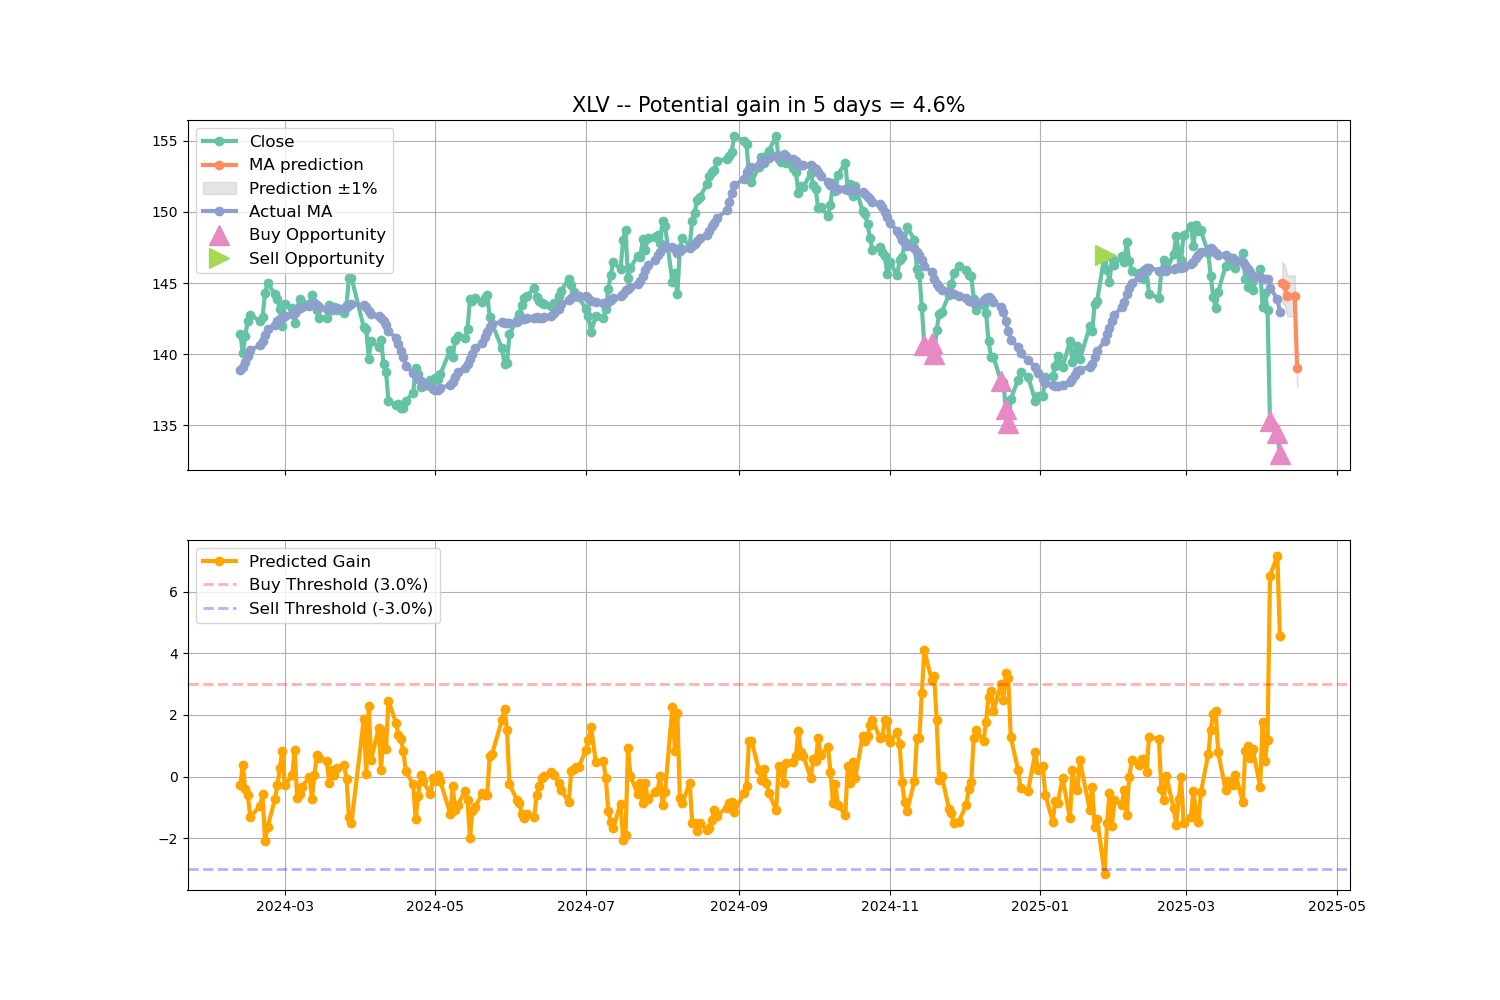 XLV -- Potential gain in 5 days = 4.6%
155
150
145
140
135
Close
MA prediction
Prediction ±1%
Actual MA
Buy Opportunity
Sell Opportunity
6
4
2
0
−2
Predicted Gain
Buy Threshold (3.0%)
Sell Threshold (-3.0%)
2024-03
2024-05
2024-07
2024-09
2024-11
2025-01
2025-03
2025-05